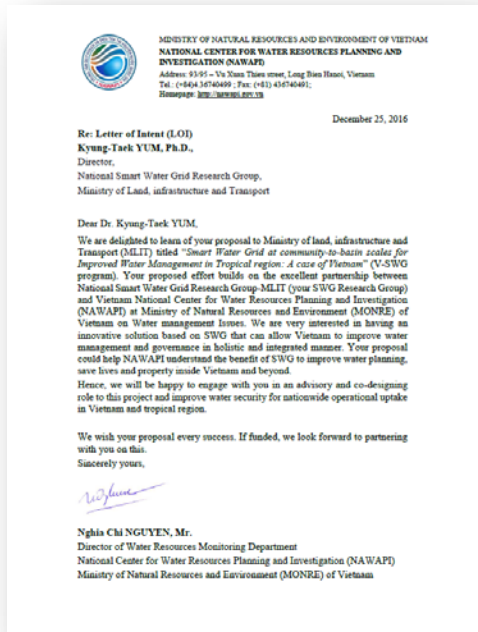 MINISTRY OF NATURAL RESOURCES AND ENVIRONMENT OF VIETNAM
NATIONAL CENTER FOR WATER RESOURCES PLANNING AND
INVESTIGATION (NAWAPI)
Address: 93/95 – Vu Xuan Thieu street, Long Bien Hanoi, Vietnam
Tel.: (+84)4.36740499 ; Fax: (+81) 436740491;
Homepage: http://nawapi.gov.vn
December 25, 2016
Re: Letter of Intent (LOI)
Kyung-Taek YUM, Ph.D.,
Director,
National Smart Water Grid Research Group,
Ministry of Land, infrastructure and Transport
Dear Dr. Kyung-Taek YUM,
We are delighted to learn of your proposal to Ministry of land, infrastructure and
Transport (MLIT) titled "Smart Water Grid at community-to-basin scales for
Improved Water Management in Tropical region: A case of Vietnam" (V-SWG
program). Your proposed effort builds on the excellent partnership between
National Smart Water Grid Research Group-MLIT (your SWG Research Group)
and Vietnam National Center for Water Resources Planning and Investigation
(NAWAPI) at Ministry of Natural Resources and Environment (MONRE) of
Vietnam on Water management Issues. We are very interested in having an
innovative solution based on SWG that can allow Vietnam to improve water
management and governance in holistic and integrated manner. Your proposal
could help NAWAPI understand the benefit of SWG to improve water planning,
save lives and property inside Vietnam and beyond.
Hence, we will be happy to engage with you in an advisory and co-designing
role to this project and improve water security for nationwide operational uptake
in Vietnam and tropical region.
We wish your proposal every success. If funded, we look forward to partnering
with you on this.
Sincerely yours,
Nghia Chi NGUYEN, Mr.
Director of Water Resources Monitoring Department
National Center for Water Resources Planning and Investigation (NAWAPI)
Ministry of Natural Resources and Environment (MONRE) of Vietnam